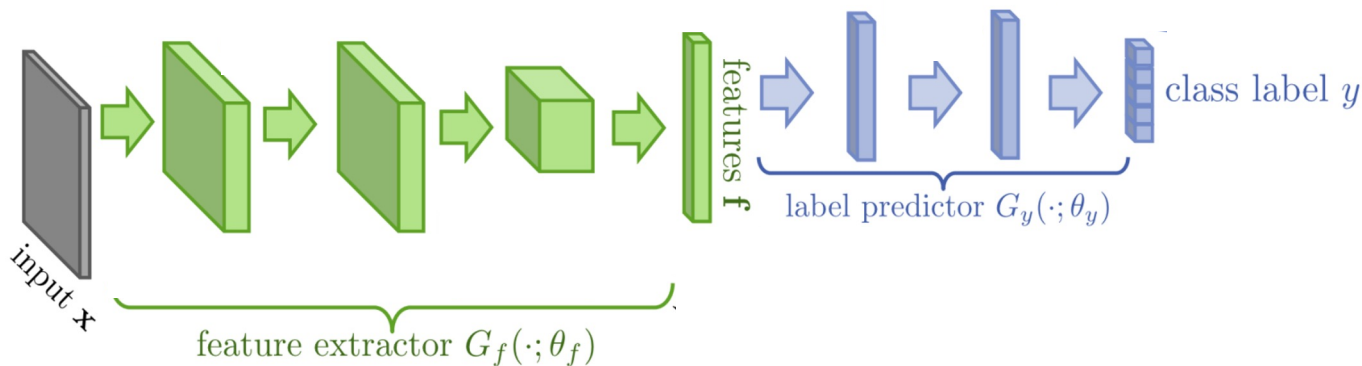 input x
feature extractor G_f(·; θ_f)
features f
label predictor G_y(·; θ_y)
class label y